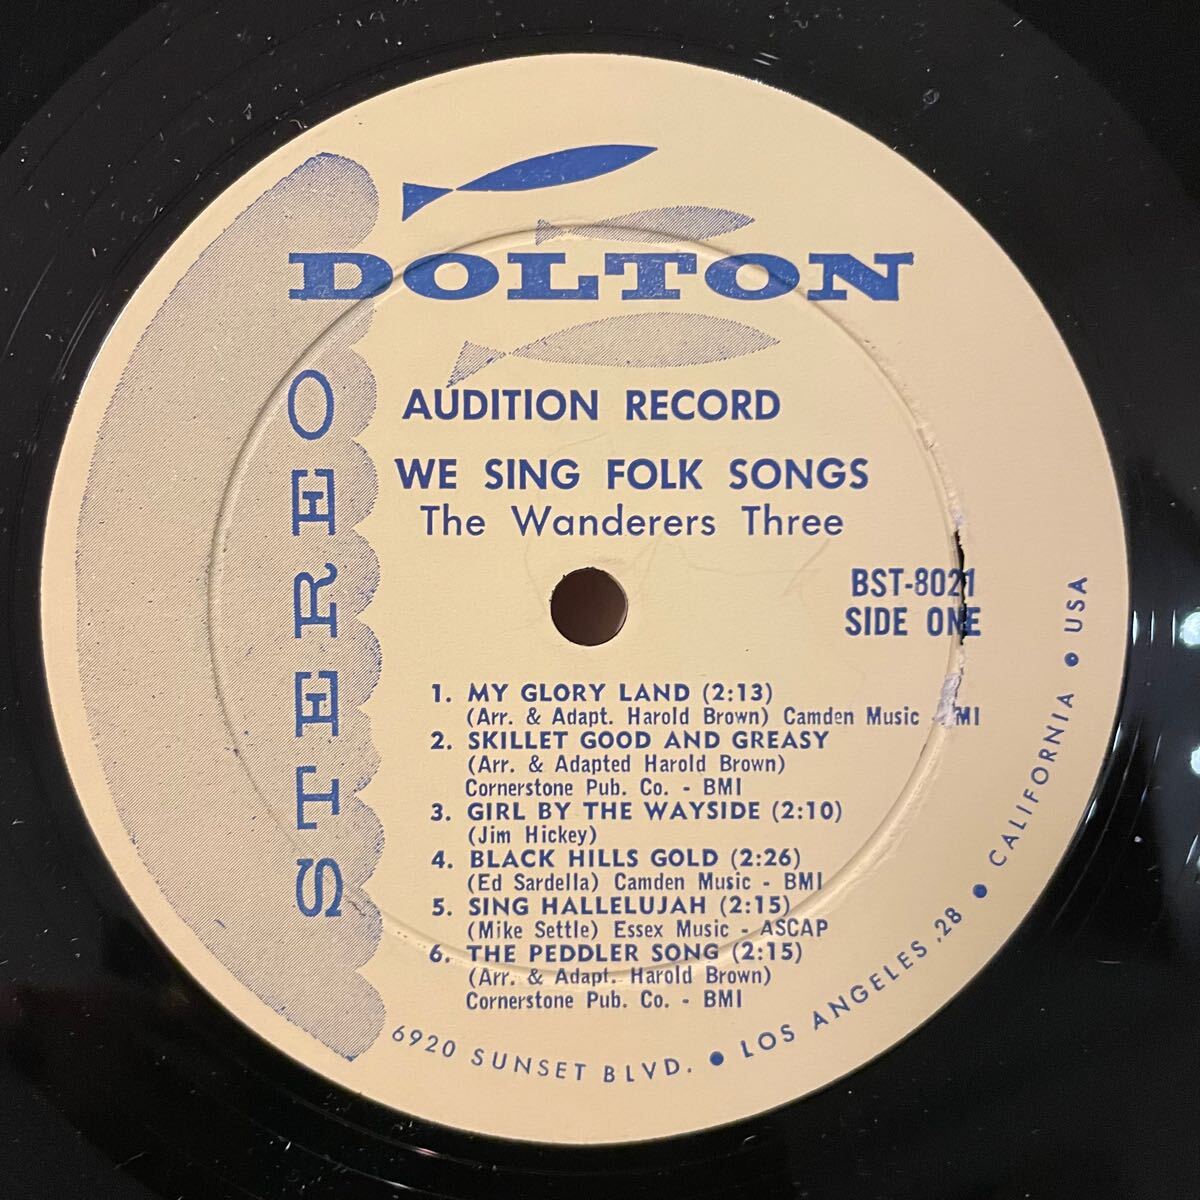 DOLTON
STEREO
AUDITION RECORD
WE SING FOLK SONGS
The Wanderers Three
BST-8021
SIDE ONE
1. MY GLORY LAND (2:13)
(Arr. & Adapt. Harold Brown) Camden Music - BMI
2. SKILLET GOOD AND GREASY
(Arr. & Adapted Harold Brown)
Cornerstone Pub. Co. - BMI
3. GIRL BY THE WAYSIDE (2:10)
(Jim Hickey)
4. BLACK HILLS GOLD (2:26)
(Ed Sardella) Camden Music - BMI
5. SING HALLELUJAH (2:15)
(Mike Settle) Essex Music - ASCAP
6. THE PEDDLER SONG (2:15)
(Arr. & Adapt. Harold Brown)
Cornerstone Pub. Co. - BMI
6920 SUNSET BLVD. • LOS ANGELES, 28 • CALIFORNIA • USA